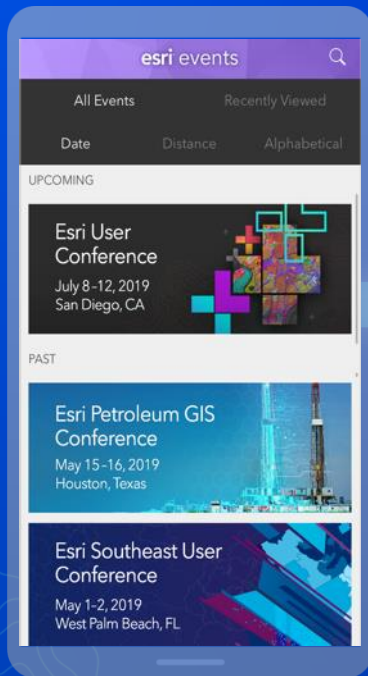 esri events
All Events Recently Viewed
Date Distance Alphabetical
UPCOMING
Esri User
Conference
July 8-12, 2019
San Diego, CA
PAST
Esri Petroleum GIS
Conference
May 15-16, 2019
Houston, Texas
Esri Southeast User
Conference
May 1-2, 2019
West Palm Beach, FL